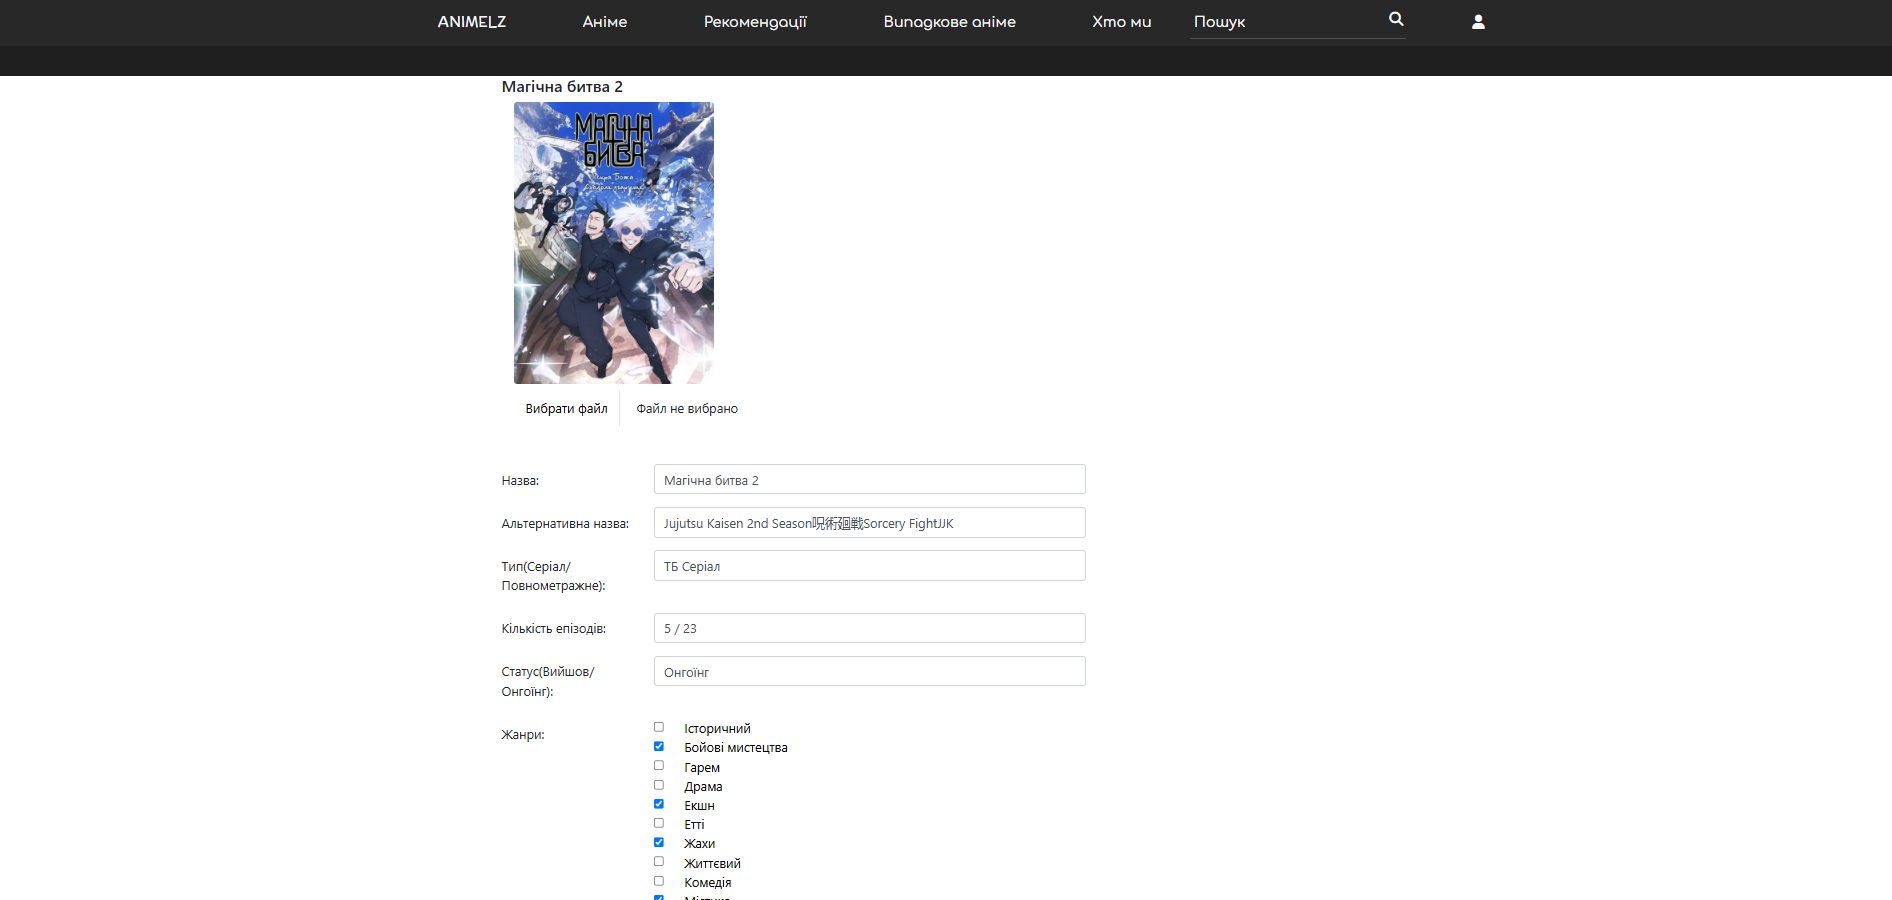 ANIMELZ Аніме Рекомендації Випадкове аніме Хто ми Пошук
Магічна битва 2
МАГІЧНА
БИТВА
Вибрати файл Файл не вибрано
Назва: Магічна битва 2
Альтернативна назва: Jujutsu Kaisen 2nd Season呪術廻戦Sorcery FightJJK
Тип(Серіал/ ТБ Серіал
Повнометражне):
Кількість епізодів: 5 / 23
Статус(Вийшов/ Онгоїнг
Онгоїнг):
Жанри: Історичний
Бойові мистецтва
Гарем
Драма
Екшн
Етті
Жахи
Життєвий
Комедія